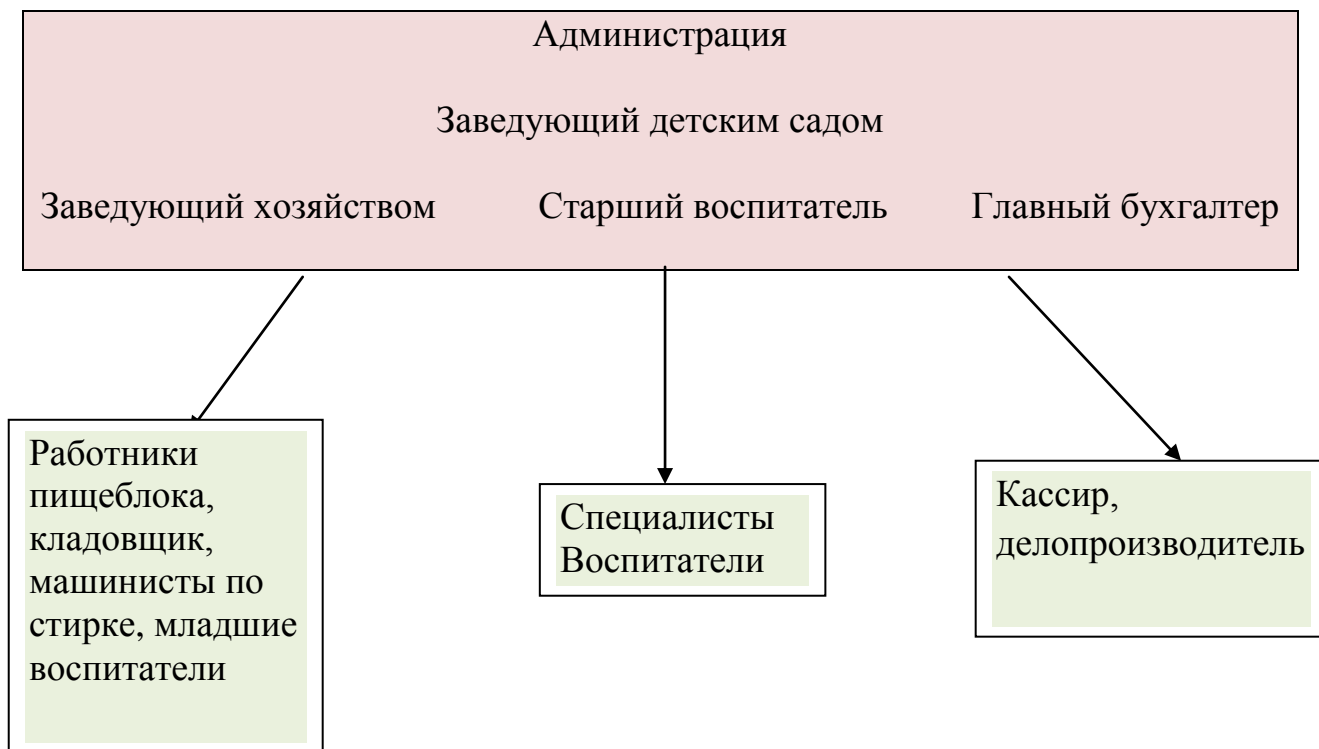 Администрация
Заведующий детским садом
Заведующий хозяйством Старший воспитатель Главный бухгалтер
Работники
пищеблока,
кладовщик,
машинисты по
стирке, младшие
воспитатели
Специалисты
Воспитатели
Кассир,
делопроизводитель